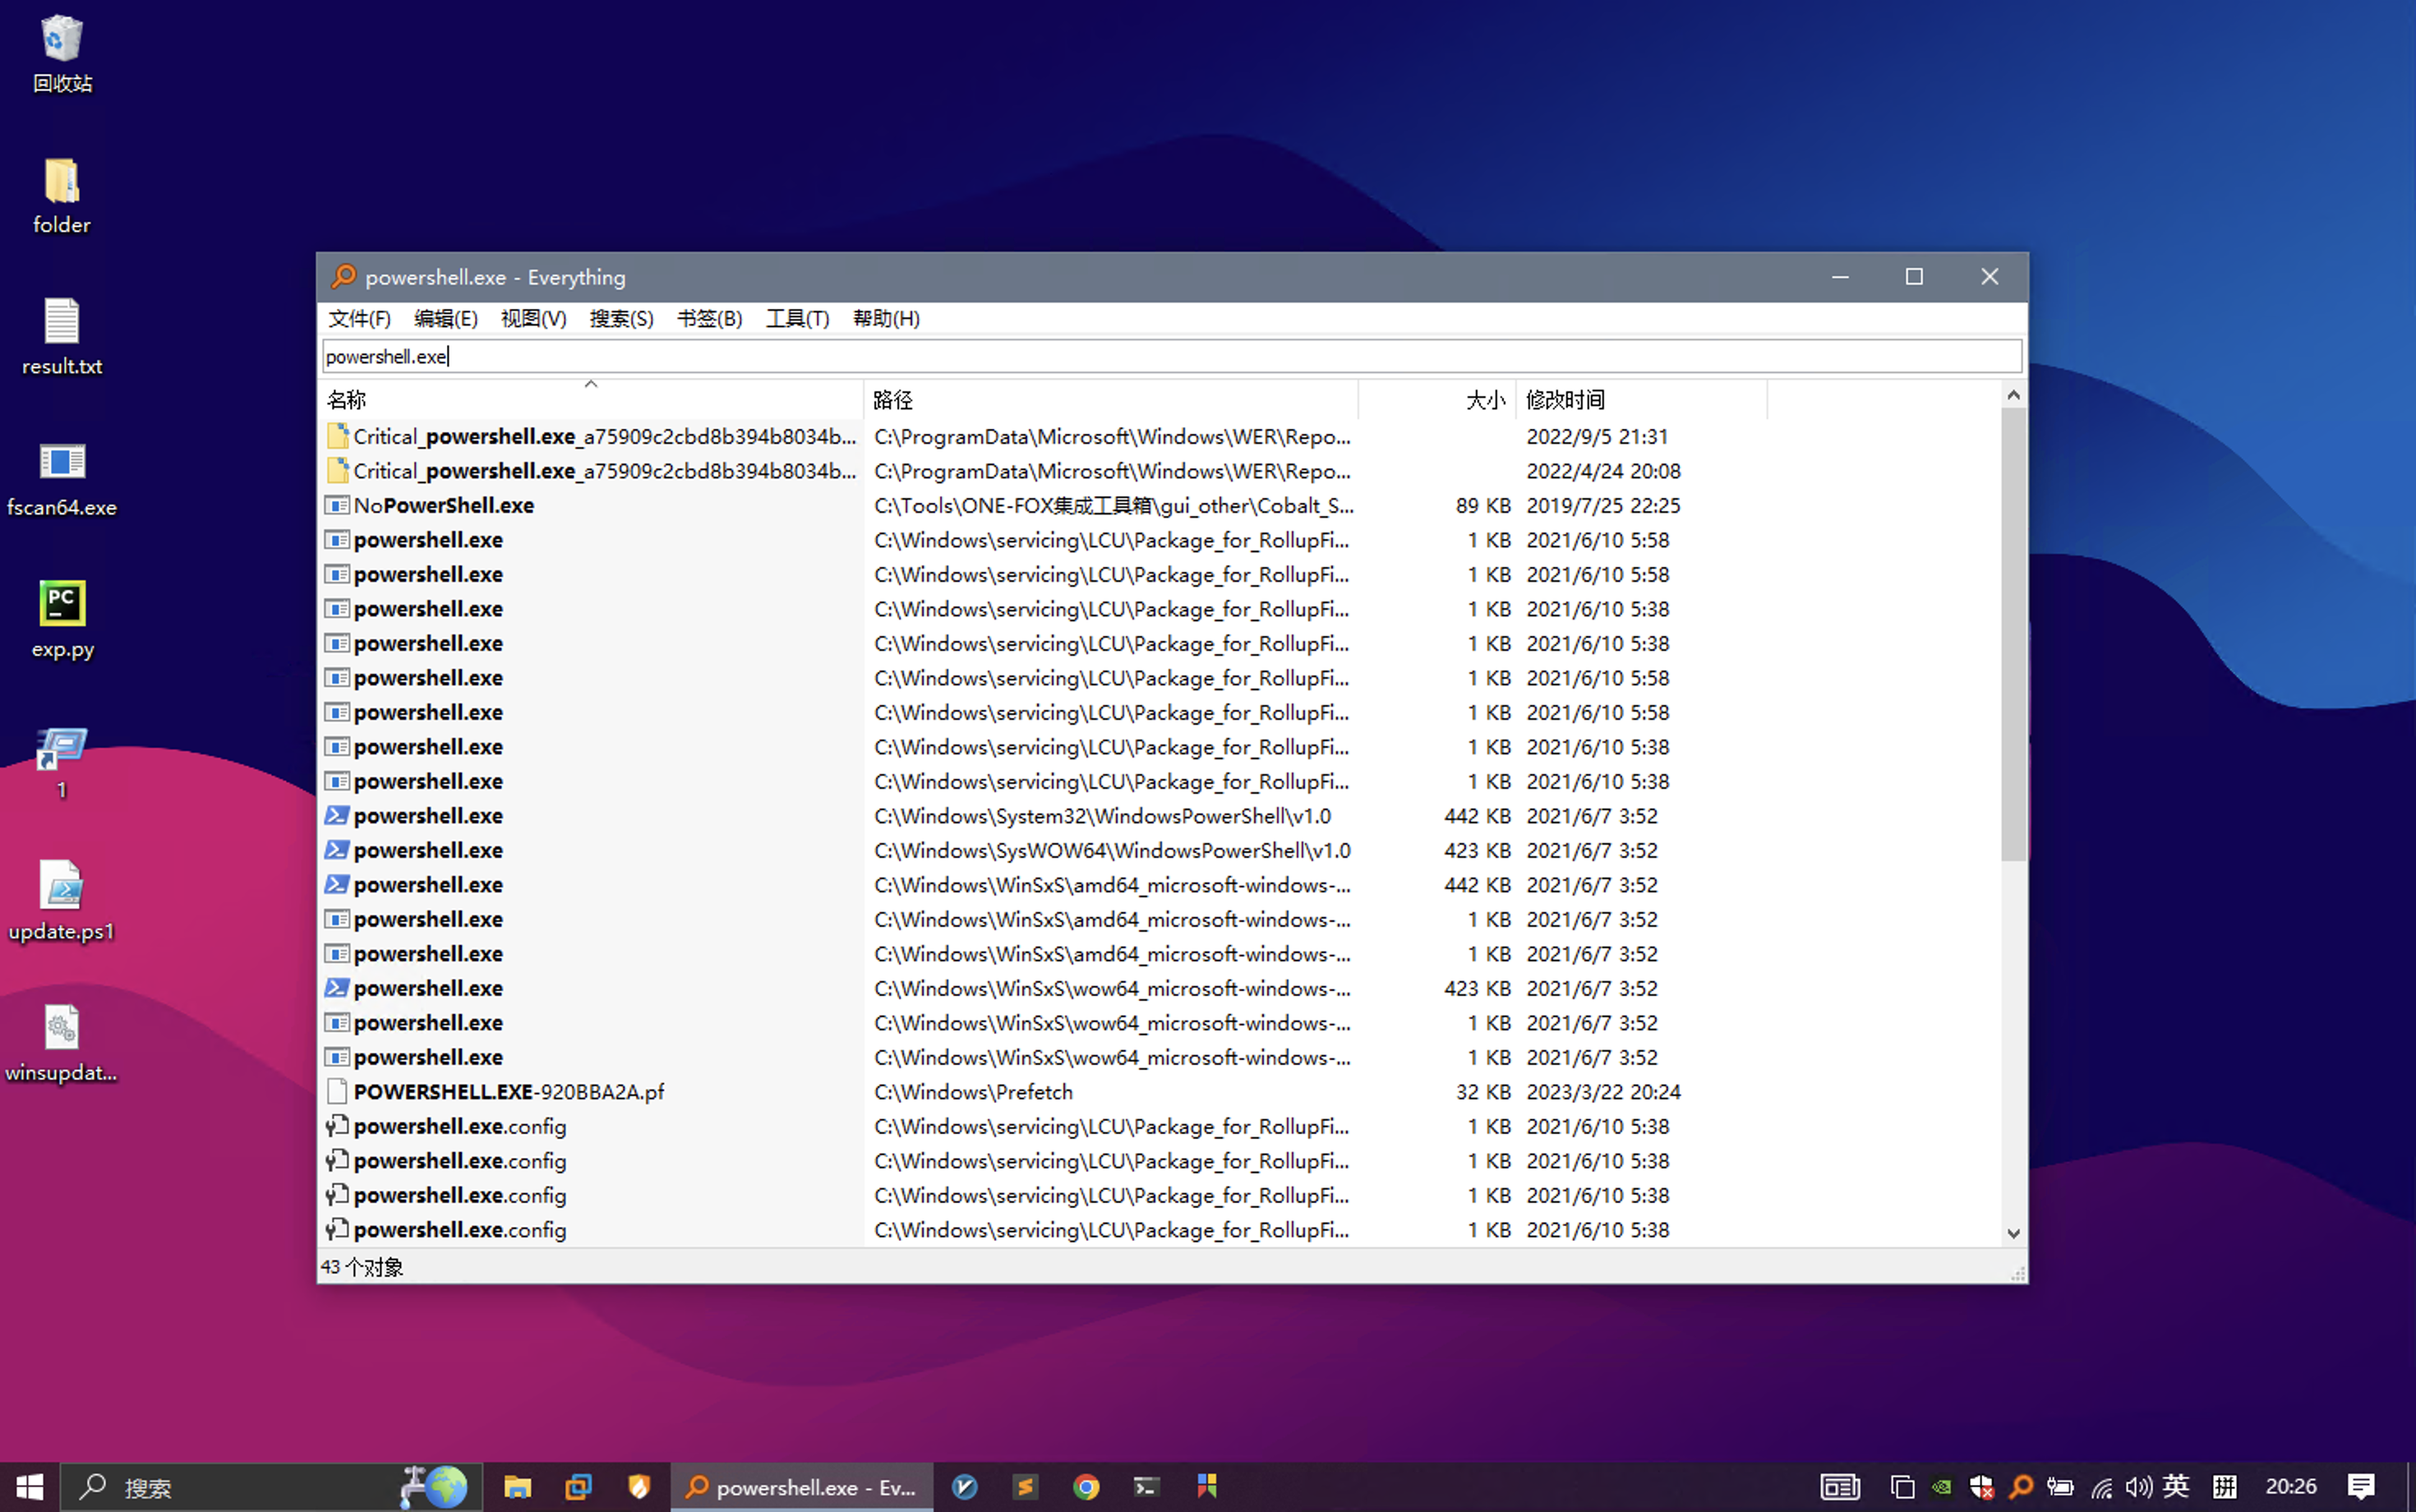 回收站
folder
result.txt
fscan64.exe
exp.py
1
update.ps1
winsupdat...
powershell.exe - Everything
文件(F) 编辑(E) 视图(V) 搜索(S) 书签(B) 工具(T) 帮助(H)
powershell.exe
名称 路径 大小 修改时间
Critical_powershell.exe_a75909c2cbd8b394b8034b... C:\ProgramData\Microsoft\Windows\WER\Repo... 2022/9/5 21:31
Critical_powershell.exe_a75909c2cbd8b394b8034b... C:\ProgramData\Microsoft\Windows\WER\Repo... 2022/4/24 20:08
NoPowerShell.exe C:\Tools\ONE-FOX集成工具箱\gui_other\Cobalt_S... 89 KB 2019/7/25 22:25
powershell.exe C:\Windows\servicing\LCU\Package_for_RollupFi... 1 KB 2021/6/10 5:58
powershell.exe C:\Windows\servicing\LCU\Package_for_RollupFi... 1 KB 2021/6/10 5:58
powershell.exe C:\Windows\servicing\LCU\Package_for_RollupFi... 1 KB 2021/6/10 5:38
powershell.exe C:\Windows\servicing\LCU\Package_for_RollupFi... 1 KB 2021/6/10 5:38
powershell.exe C:\Windows\servicing\LCU\Package_for_RollupFi... 1 KB 2021/6/10 5:58
powershell.exe C:\Windows\servicing\LCU\Package_for_RollupFi... 1 KB 2021/6/10 5:58
powershell.exe C:\Windows\servicing\LCU\Package_for_RollupFi... 1 KB 2021/6/10 5:38
powershell.exe C:\Windows\servicing\LCU\Package_for_RollupFi... 1 KB 2021/6/10 5:38
powershell.exe C:\Windows\System32\WindowsPowerShell\v1.0 442 KB 2021/6/7 3:52
powershell.exe C:\Windows\SysWOW64\WindowsPowerShell\v1.0 423 KB 2021/6/7 3:52
powershell.exe C:\Windows\WinSxS\amd64_microsoft-windows-... 442 KB 2021/6/7 3:52
powershell.exe C:\Windows\WinSxS\amd64_microsoft-windows-... 1 KB 2021/6/7 3:52
powershell.exe C:\Windows\WinSxS\amd64_microsoft-windows-... 1 KB 2021/6/7 3:52
powershell.exe C:\Windows\WinSxS\wow64_microsoft-windows-... 423 KB 2021/6/7 3:52
powershell.exe C:\Windows\WinSxS\wow64_microsoft-windows-... 1 KB 2021/6/7 3:52
powershell.exe C:\Windows\WinSxS\wow64_microsoft-windows-... 1 KB 2021/6/7 3:52
POWERSHELL.EXE-920BBA2A.pf C:\Windows\Prefetch 32 KB 2023/3/22 20:24
powershell.exe.config C:\Windows\servicing\LCU\Package_for_RollupFi... 1 KB 2021/6/10 5:38
powershell.exe.config C:\Windows\servicing\LCU\Package_for_RollupFi... 1 KB 2021/6/10 5:38
powershell.exe.config C:\Windows\servicing\LCU\Package_for_RollupFi... 1 KB 2021/6/10 5:38
powershell.exe.config C:\Windows\servicing\LCU\Package_for_RollupFi... 1 KB 2021/6/10 5:38
43 个对象
搜索 powershell.exe - Ev... 英 拼 20:26